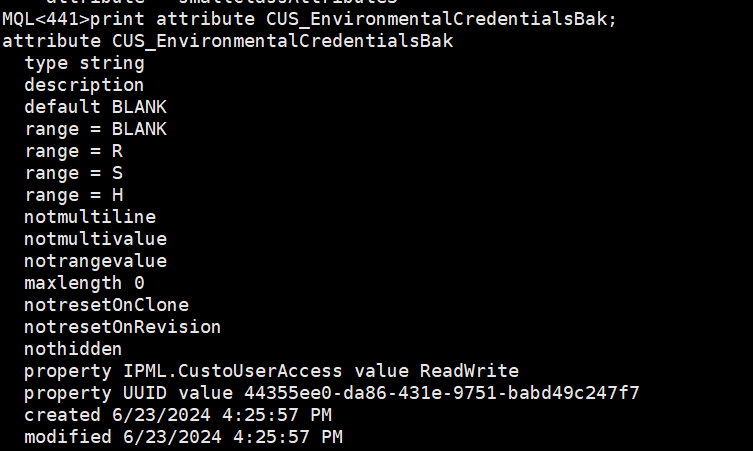 attribute   smallClassAttributes
MQL<441>print attribute CUS_EnvironmentalCredentialsBak;
attribute CUS_EnvironmentalCredentialsBak
  type string
  description
  default BLANK
  range = BLANK
  range = R
  range = S
  range = H
  notmultiline
  notmultivalue
  notrangevalue
  maxlength 0
  notresetOnClone
  notresetOnRevision
  nothidden
  property IPML.CustoUserAccess value ReadWrite
  property UUID value 44355ee0-da86-431e-9751-babd49c247f7
  created 6/23/2024 4:25:57 PM
  modified 6/23/2024 4:25:57 PM